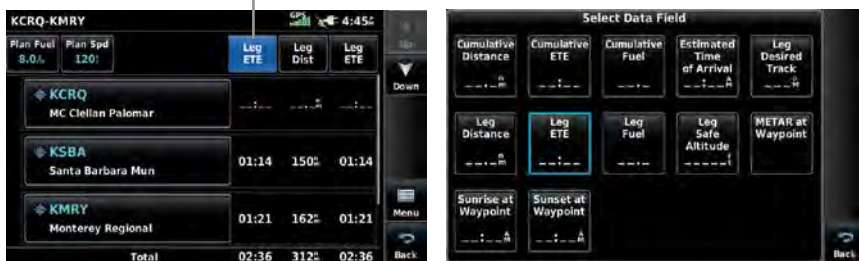 KCRQ-KMRY
GPS
4:45
Up
Plan Fuel
8.0
Plan Spd
120
Leg
ETE
Leg
Dist
Leg
ETE
Down
KCRQ
MC Clellan Palomar
__:__
KSBA
Santa Barbara Mun
01:14
150
01:14
KMRY
Monterey Regional
01:21
162
01:21
Menu
Total
02:36
312
02:36
Back
Select Data Field
Cumulative
Distance
Cumulative
ETE
Cumulative
Fuel
Estimated
Time
of Arrival
Leg
Desired
Track
Leg
Distance
Leg
ETE
Leg
Fuel
Leg
Safe
Altitude
METAR at
Waypoint
Sunrise at
Waypoint
Sunset at
Waypoint
Back